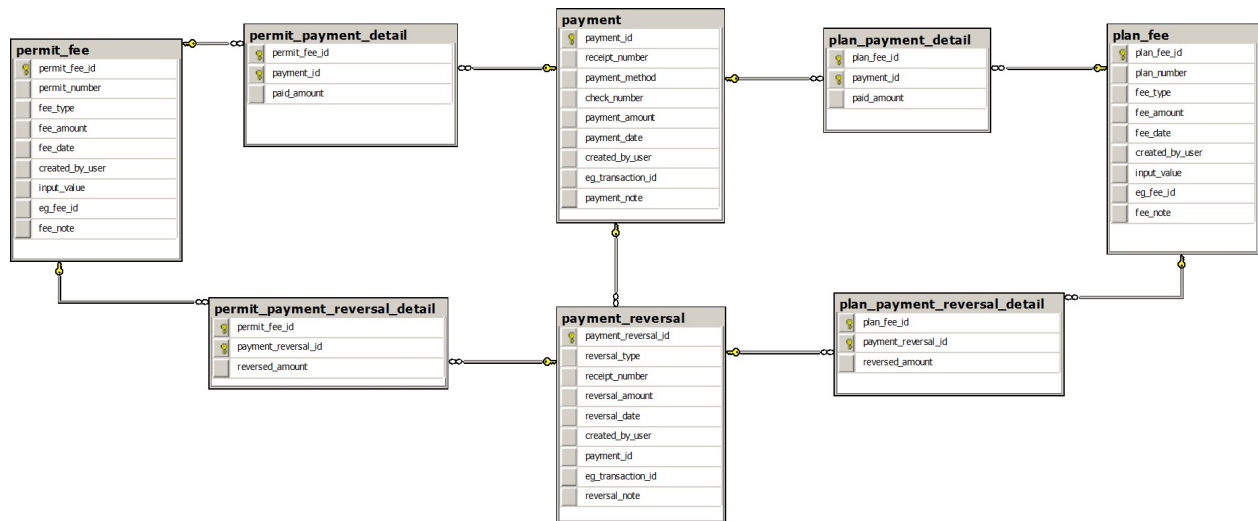 permit_fee
permit_fee_id
permit_number
fee_type
fee_amount
fee_date
created_by_user
input_value
eg_fee_id
fee_note
permit_payment_detail
permit_fee_id
payment_id
paid_amount
payment
payment_id
receipt_number
payment_method
check_number
payment_amount
payment_date
created_by_user
eg_transaction_id
payment_note
plan_payment_detail
plan_fee_id
payment_id
paid_amount
plan_fee
plan_fee_id
plan_number
fee_type
fee_amount
fee_date
created_by_user
input_value
eg_fee_id
fee_note
permit_payment_reversal_detail
permit_fee_id
payment_reversal_id
reversed_amount
payment_reversal
payment_reversal_id
reversal_type
receipt_number
reversal_amount
reversal_date
created_by_user
payment_id
eg_transaction_id
reversal_note
plan_payment_reversal_detail
plan_fee_id
payment_reversal_id
reversed_amount